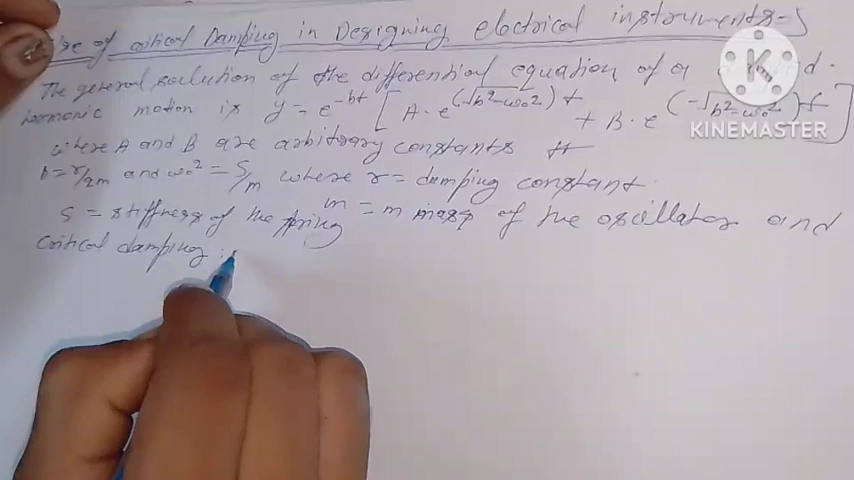 of critical Damping in Designing electrical instruments-
The general solution of the differential equation of a d.
harmonic motion is y = e^-bt [A.e^(√b²-ω₀²)t + B.e^(-√b²-ω₀²)t]
where A and B are arbitrary constants
b=r/2m and ω₀² = S/m where r = damping constant
S = stiffness of the spring m = m mass of the oscillator and
critical damping
KINEMASTER